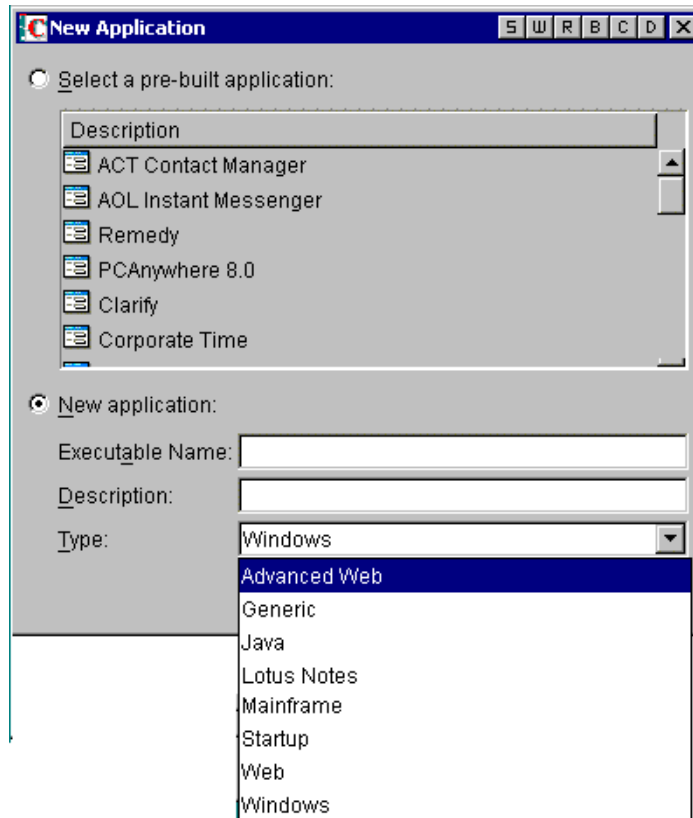 C New Application S W R B C D X
Select a pre-built application:
Description
ACT Contact Manager
AOL Instant Messenger
Remedy
PCAnywhere 8.0
Clarify
Corporate Time
New application:
Executable Name:
Description:
Type: Windows
Advanced Web
Generic
Java
Lotus Notes
Mainframe
Startup
Web
Windows